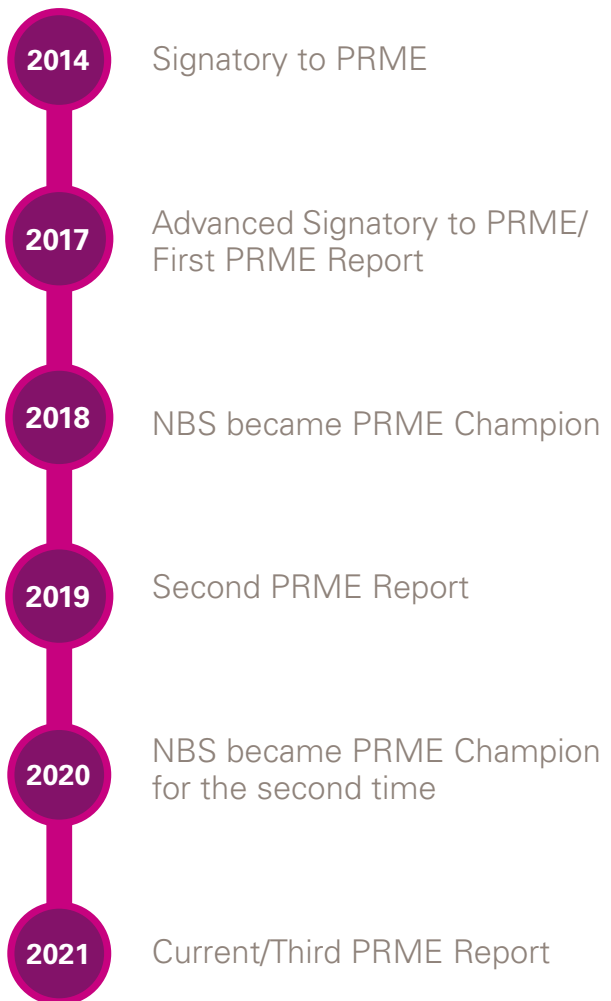 2014
Signatory to PRME
2017
Advanced Signatory to PRME/
First PRME Report
2018
NBS became PRME Champion
2019
Second PRME Report
2020
NBS became PRME Champion
for the second time
2021
Current/Third PRME Report